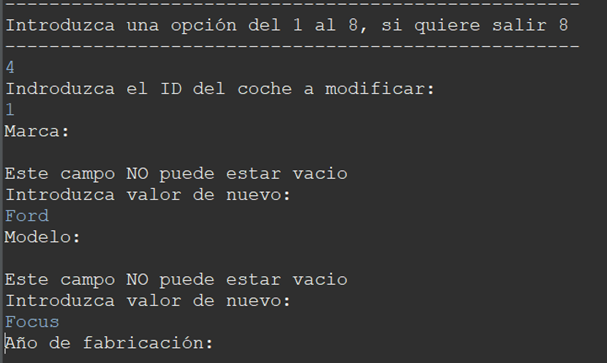 ----------------------------------------------------
Introduzca una opción del 1 al 8, si quiere salir 8
----------------------------------------------------
4
Indroduzca el ID del coche a modificar:
1
Marca:
Este campo NO puede estar vacio
Introduzca valor de nuevo:
Ford
Modelo:
Este campo NO puede estar vacio
Introduzca valor de nuevo:
Focus
Año de fabricación: